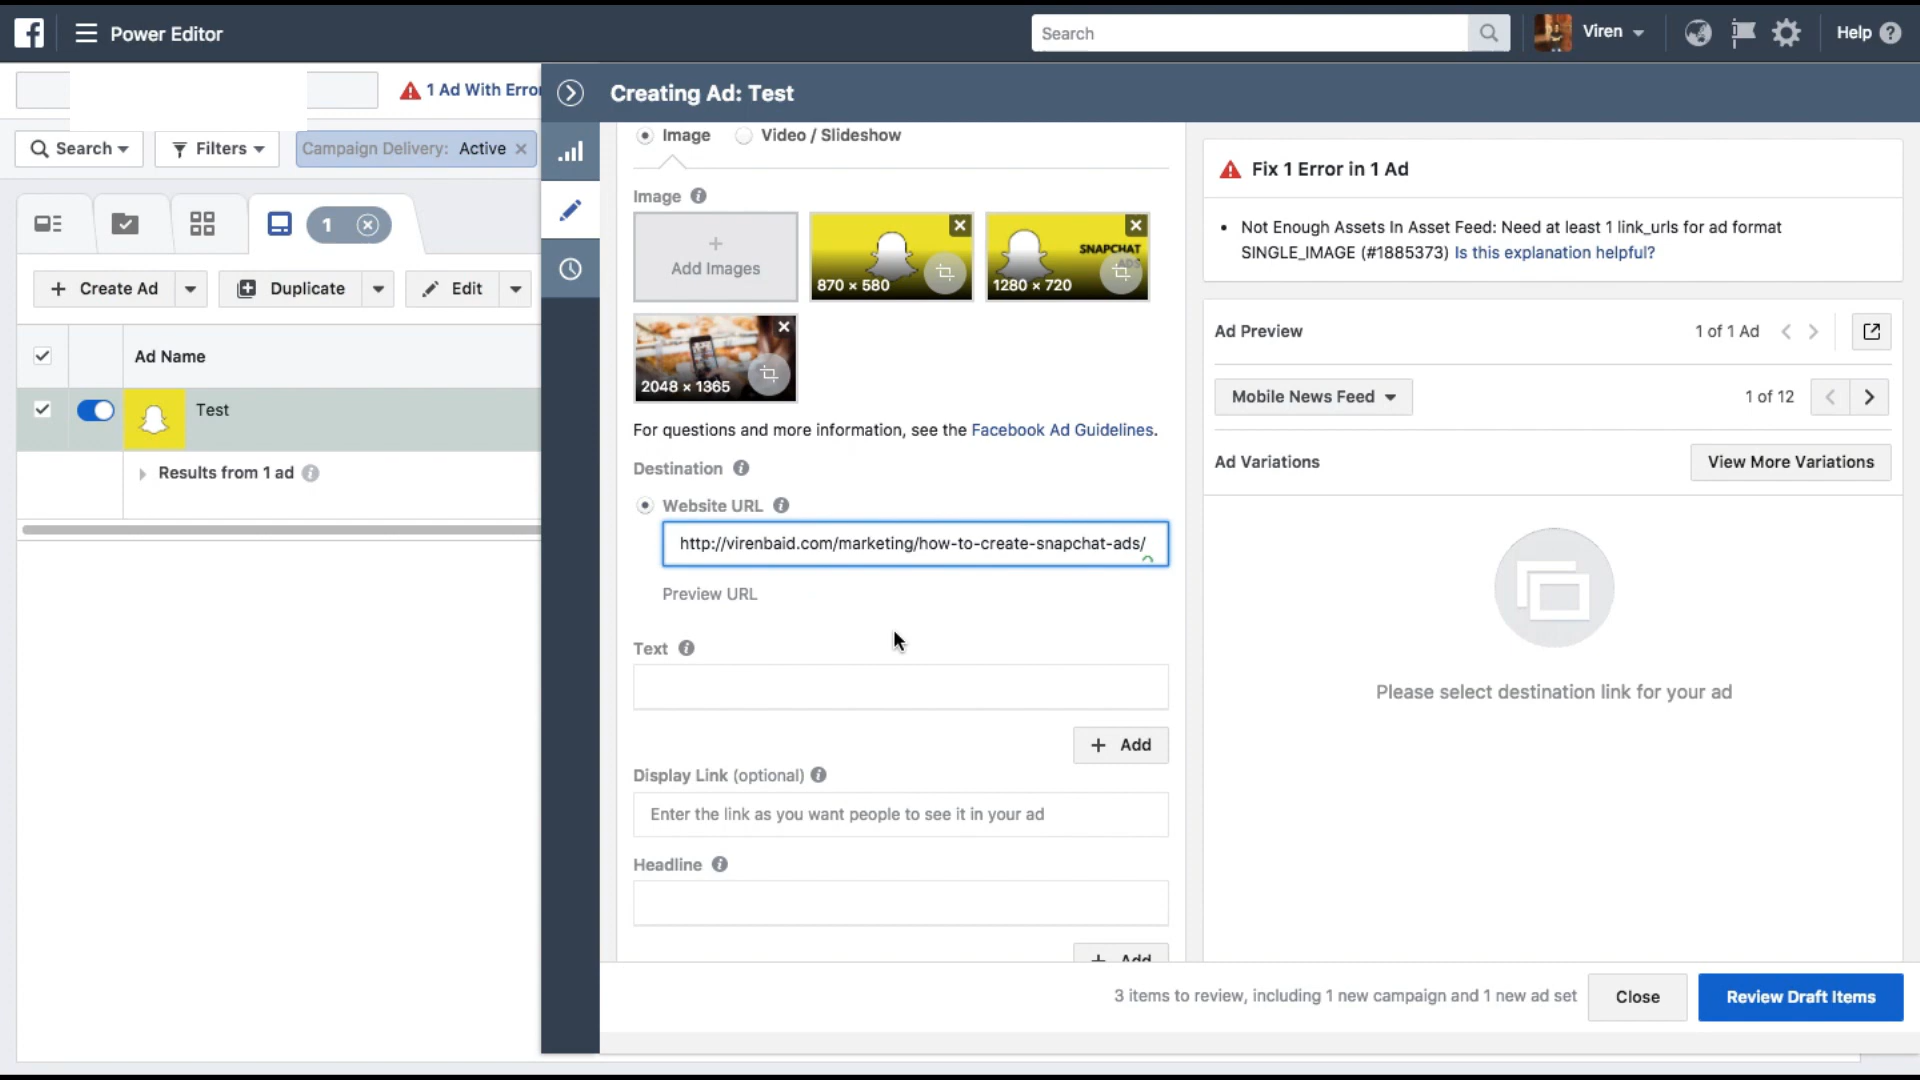 Power Editor
Search
Viren
Help
1 Ad With Erro
Creating Ad: Test
Search
Filters
Campaign Delivery: Active
1
Create Ad
Duplicate
Edit
Ad Name
Test
Results from 1 ad
Image
Video / Slideshow
Image
Add Images
870 × 580
SNAPCHAT
ADS
1280 × 720
2048 × 1365
For questions and more information, see the Facebook Ad Guidelines.
Destination
Website URL
http://virenbaid.com/marketing/how-to-create-snapchat-ads/
Preview URL
Text
Add
Display Link (optional)
Enter the link as you want people to see it in your ad
Headline
Add
Fix 1 Error in 1 Ad
Not Enough Assets In Asset Feed: Need at least 1 link_urls for ad format
SINGLE_IMAGE (#1885373) Is this explanation helpful?
Ad Preview
1 of 1 Ad
Mobile News Feed
1 of 12
Ad Variations
View More Variations
Please select destination link for your ad
3 items to review, including 1 new campaign and 1 new ad set
Close
Review Draft Items